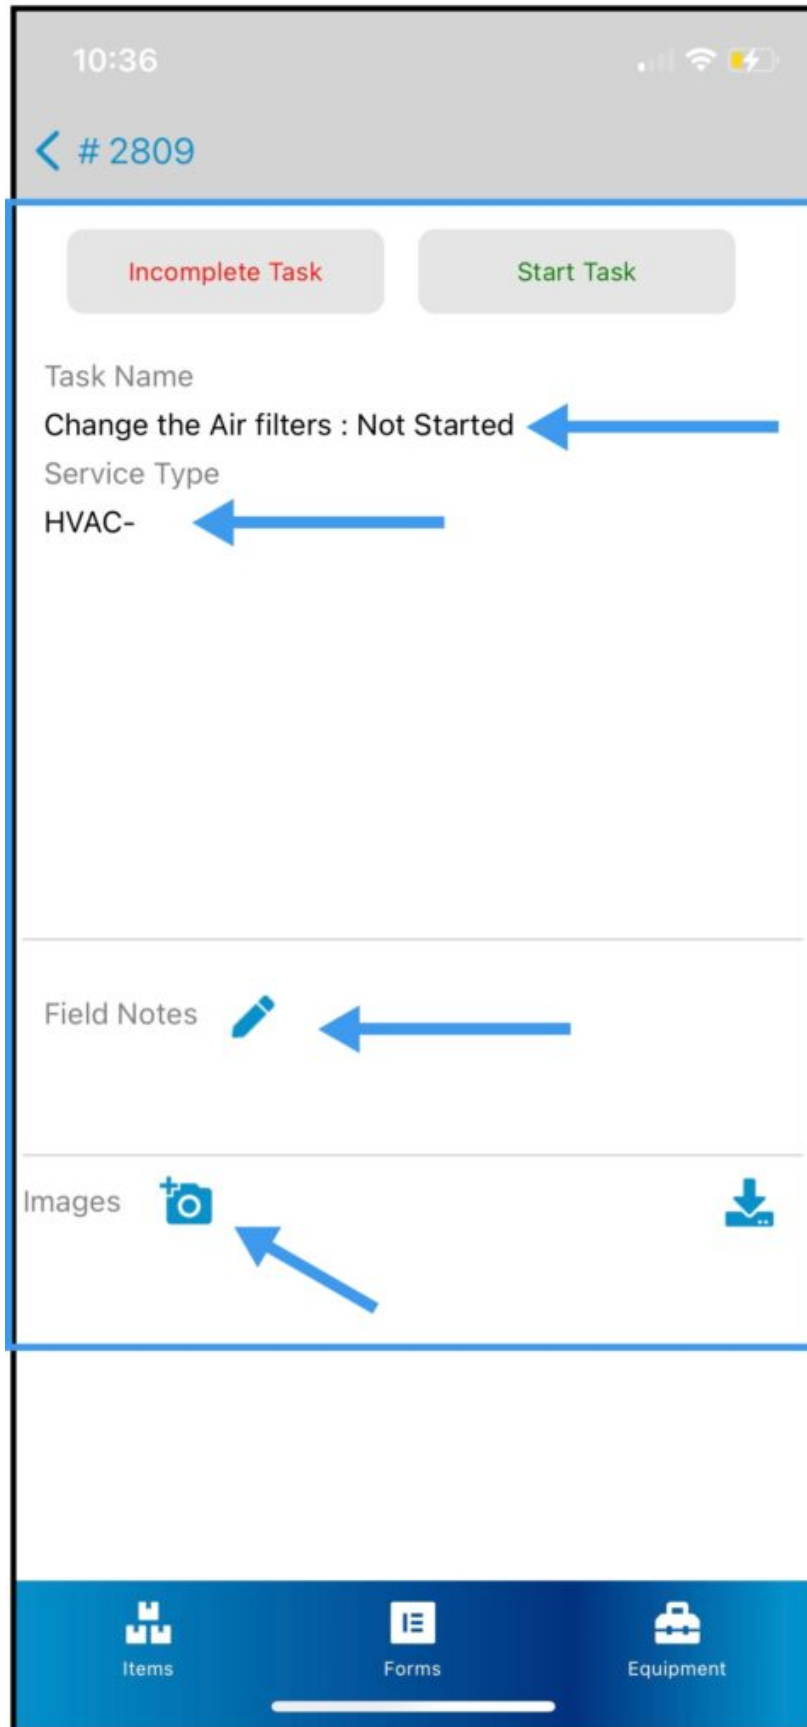 10:36
# 2809
Incomplete Task Start Task
Task Name
Change the Air filters : Not Started
Service Type
HVAC-
Field Notes
Images
Items Forms Equipment